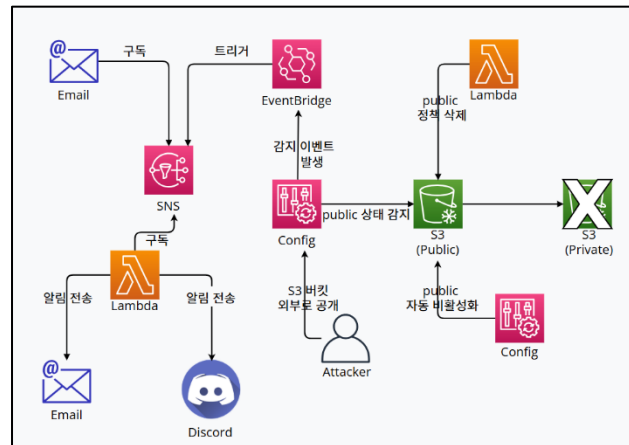 구독
트리거
Email
EventBridge
Lambda
public
정책 삭제
감지 이벤트
발생
SNS
Config
public 상태 감지
S3
(Public)
S3
(Private)
구독
Lambda
알림 전송
알림 전송
S3 버킷
외부로 공개
public
자동 비활성화
Config
Attacker
Email
Discord